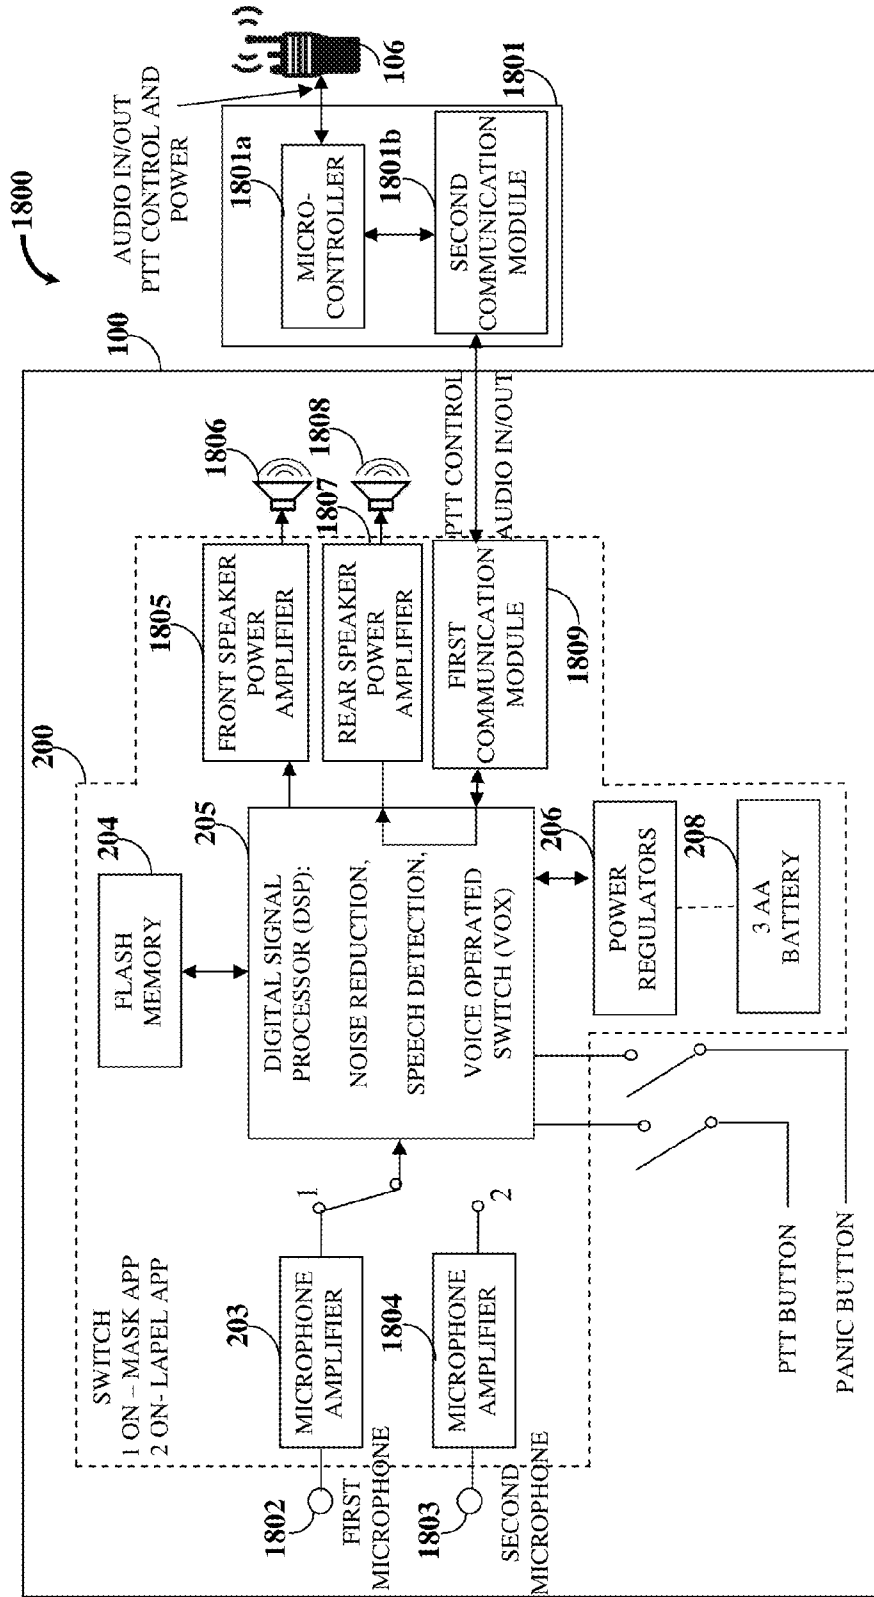 1800
AUDIO IN/OUT
PTT CONTROL AND
POWER
106
1801
1801a
MICRO-
CONTROLLER
1801b
SECOND
COMMUNICATION
MODULE
100
PTT CONTROL
AUDIO IN/OUT
200
SWITCH
1 ON – MASK APP
2 ON- LAPEL APP
204
FLASH
MEMORY
205
DIGITAL SIGNAL
PROCESSOR (DSP):
NOISE REDUCTION,
SPEECH DETECTION,
VOICE OPERATED
SWITCH (VOX)
1805
FRONT SPEAKER
POWER
AMPLIFIER
1806
1807
REAR SPEAKER
POWER
AMPLIFIER
1808
FIRST
COMMUNICATION
MODULE
1809
1802
FIRST
MICROPHONE
203
MICROPHONE
AMPLIFIER
1
1803
SECOND
MICROPHONE
1804
MICROPHONE
AMPLIFIER
2
206
POWER
REGULATORS
208
3 AA
BATTERY
PTT BUTTON
PANIC BUTTON